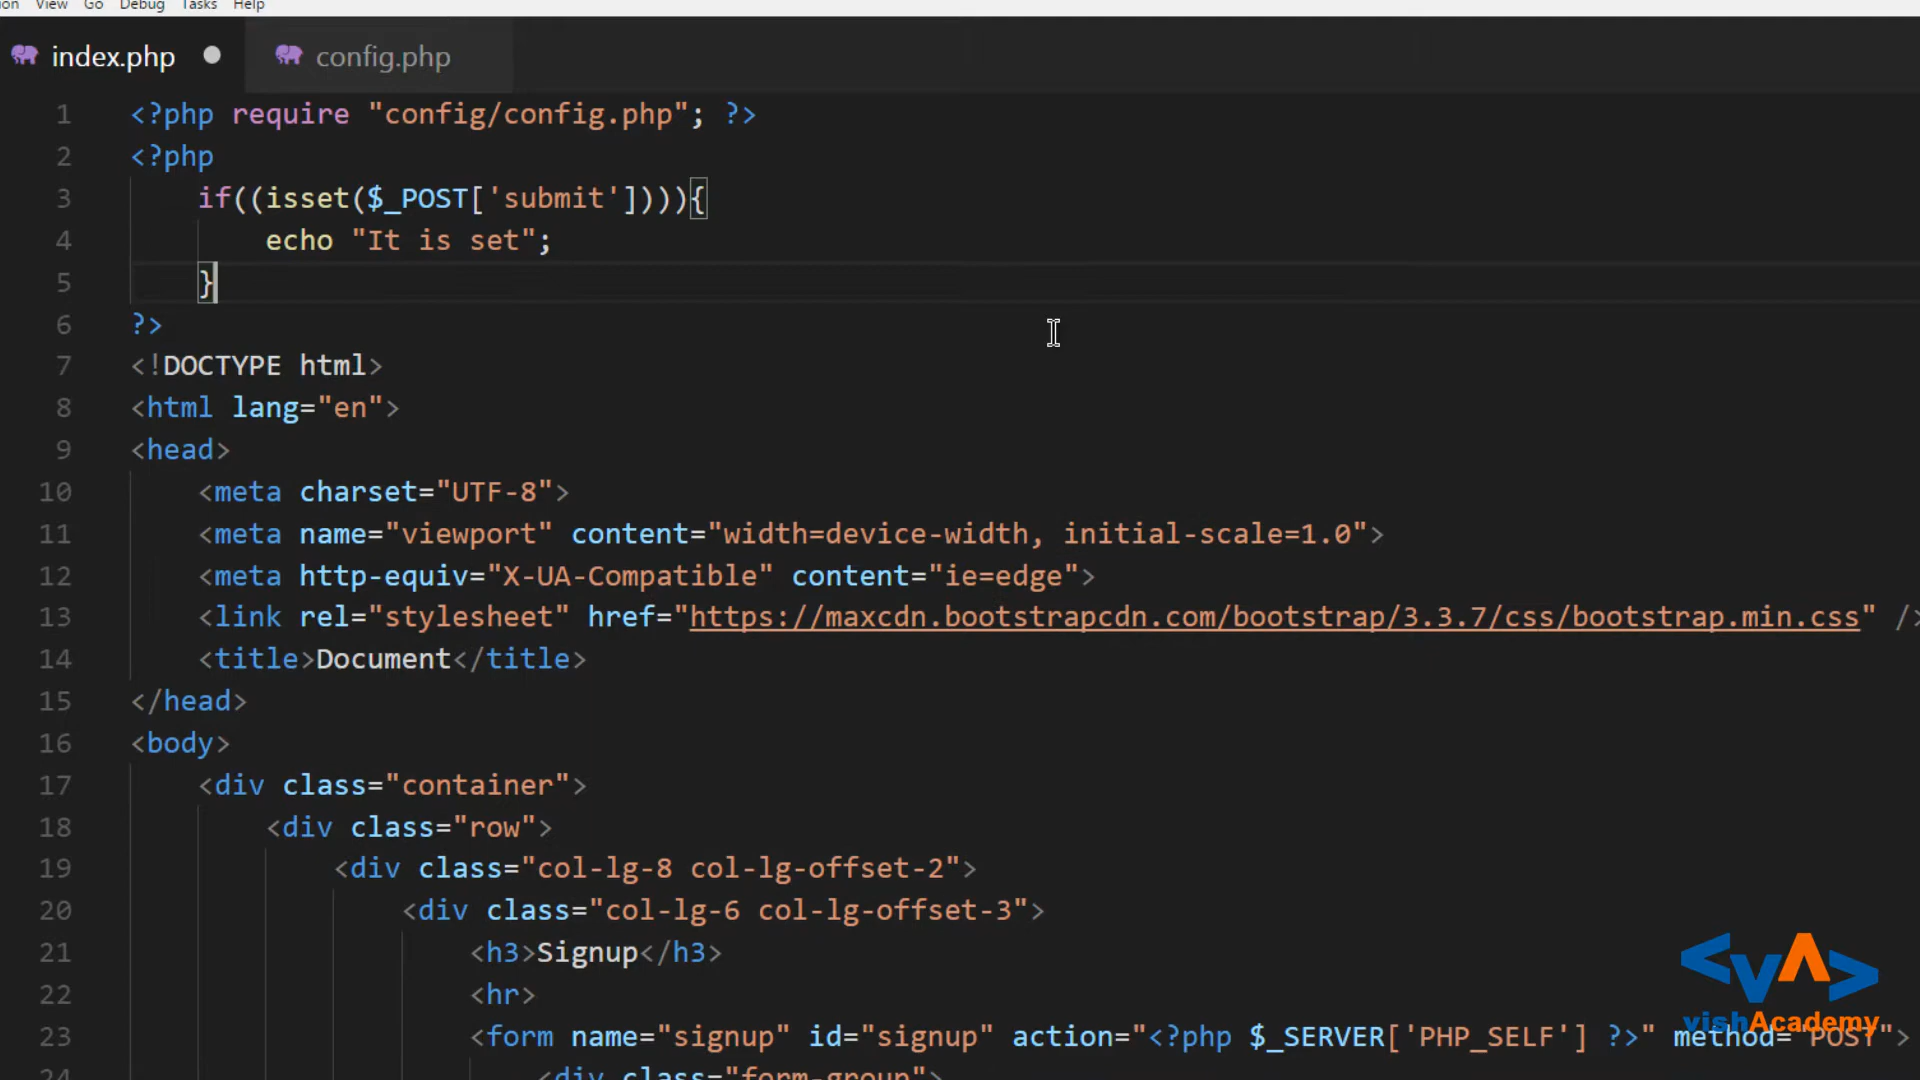 ion View Go Debug Tasks Help
index.php config.php
1 <?php require "config/config.php"; ?>
2 <?php
3 if((isset($_POST['submit']))){
4 echo "It is set";
5 }
6 ?>
7 <!DOCTYPE html>
8 <html lang="en">
9 <head>
10 <meta charset="UTF-8">
11 <meta name="viewport" content="width=device-width, initial-scale=1.0">
12 <meta http-equiv="X-UA-Compatible" content="ie=edge">
13 <link rel="stylesheet" href="https://maxcdn.bootstrapcdn.com/bootstrap/3.3.7/css/bootstrap.min.css" />
14 <title>Document</title>
15 </head>
16 <body>
17 <div class="container">
18 <div class="row">
19 <div class="col-lg-8 col-lg-offset-2">
20 <div class="col-lg-6 col-lg-offset-3">
21 <h3>Signup</h3>
22 <hr>
23 <form name="signup" id="signup" action="<?php $_SERVER['PHP_SELF'] ?>" method="POST">
24 <div class="form-group">
<VA>
vishAcademy